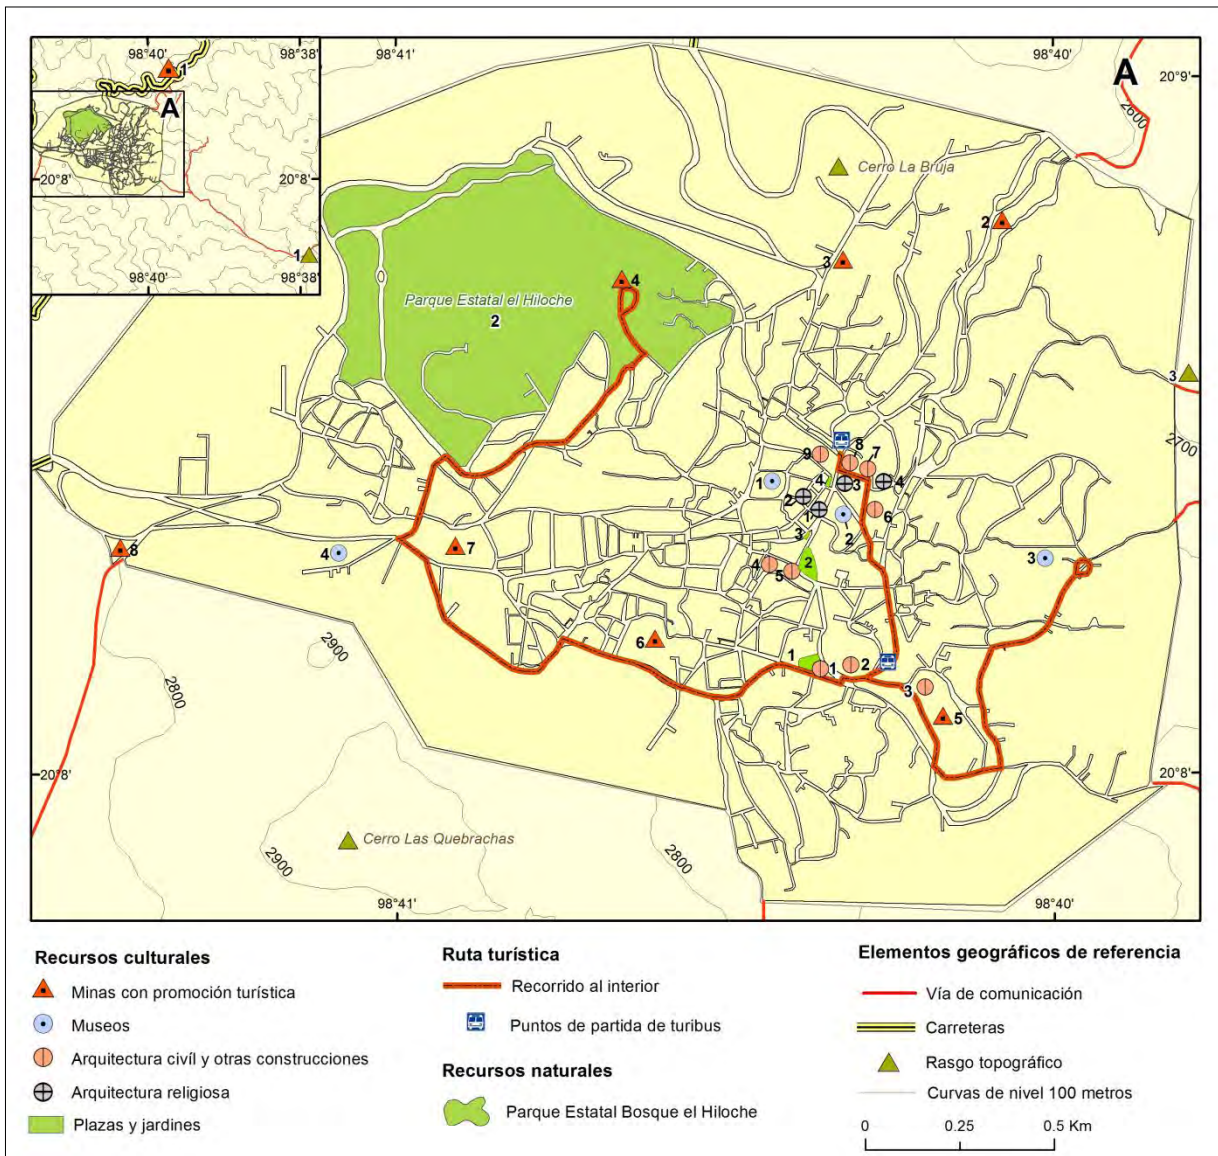 98°40'
98°38'
1
A
20°8'
20°8'
1
98°40'
98°38'
98°41'
98°40'
A
20°9'
2600
Cerro La Bruja
2
3
4
Parque Estatal el Hiloche
2
3
2700
8
9
7
1
4
3
4
2
1
1
6
3
2
4
2
5
3
8
4
7
6
1
1
2
3
5
2900
2800
20°8'
20°8'
Cerro Las Quebrachas
2900
2800
98°41'
98°40'
Recursos culturales
Minas con promoción turística
Museos
Arquitectura civíl y otras construcciones
Arquitectura religiosa
Plazas y jardines
Ruta turística
Recorrido al interior
Puntos de partida de turibus
Recursos naturales
Parque Estatal Bosque el Hiloche
Elementos geográficos de referencia
Vía de comunicación
Carreteras
Rasgo topográfico
Curvas de nivel 100 metros
0 0.25 0.5 Km